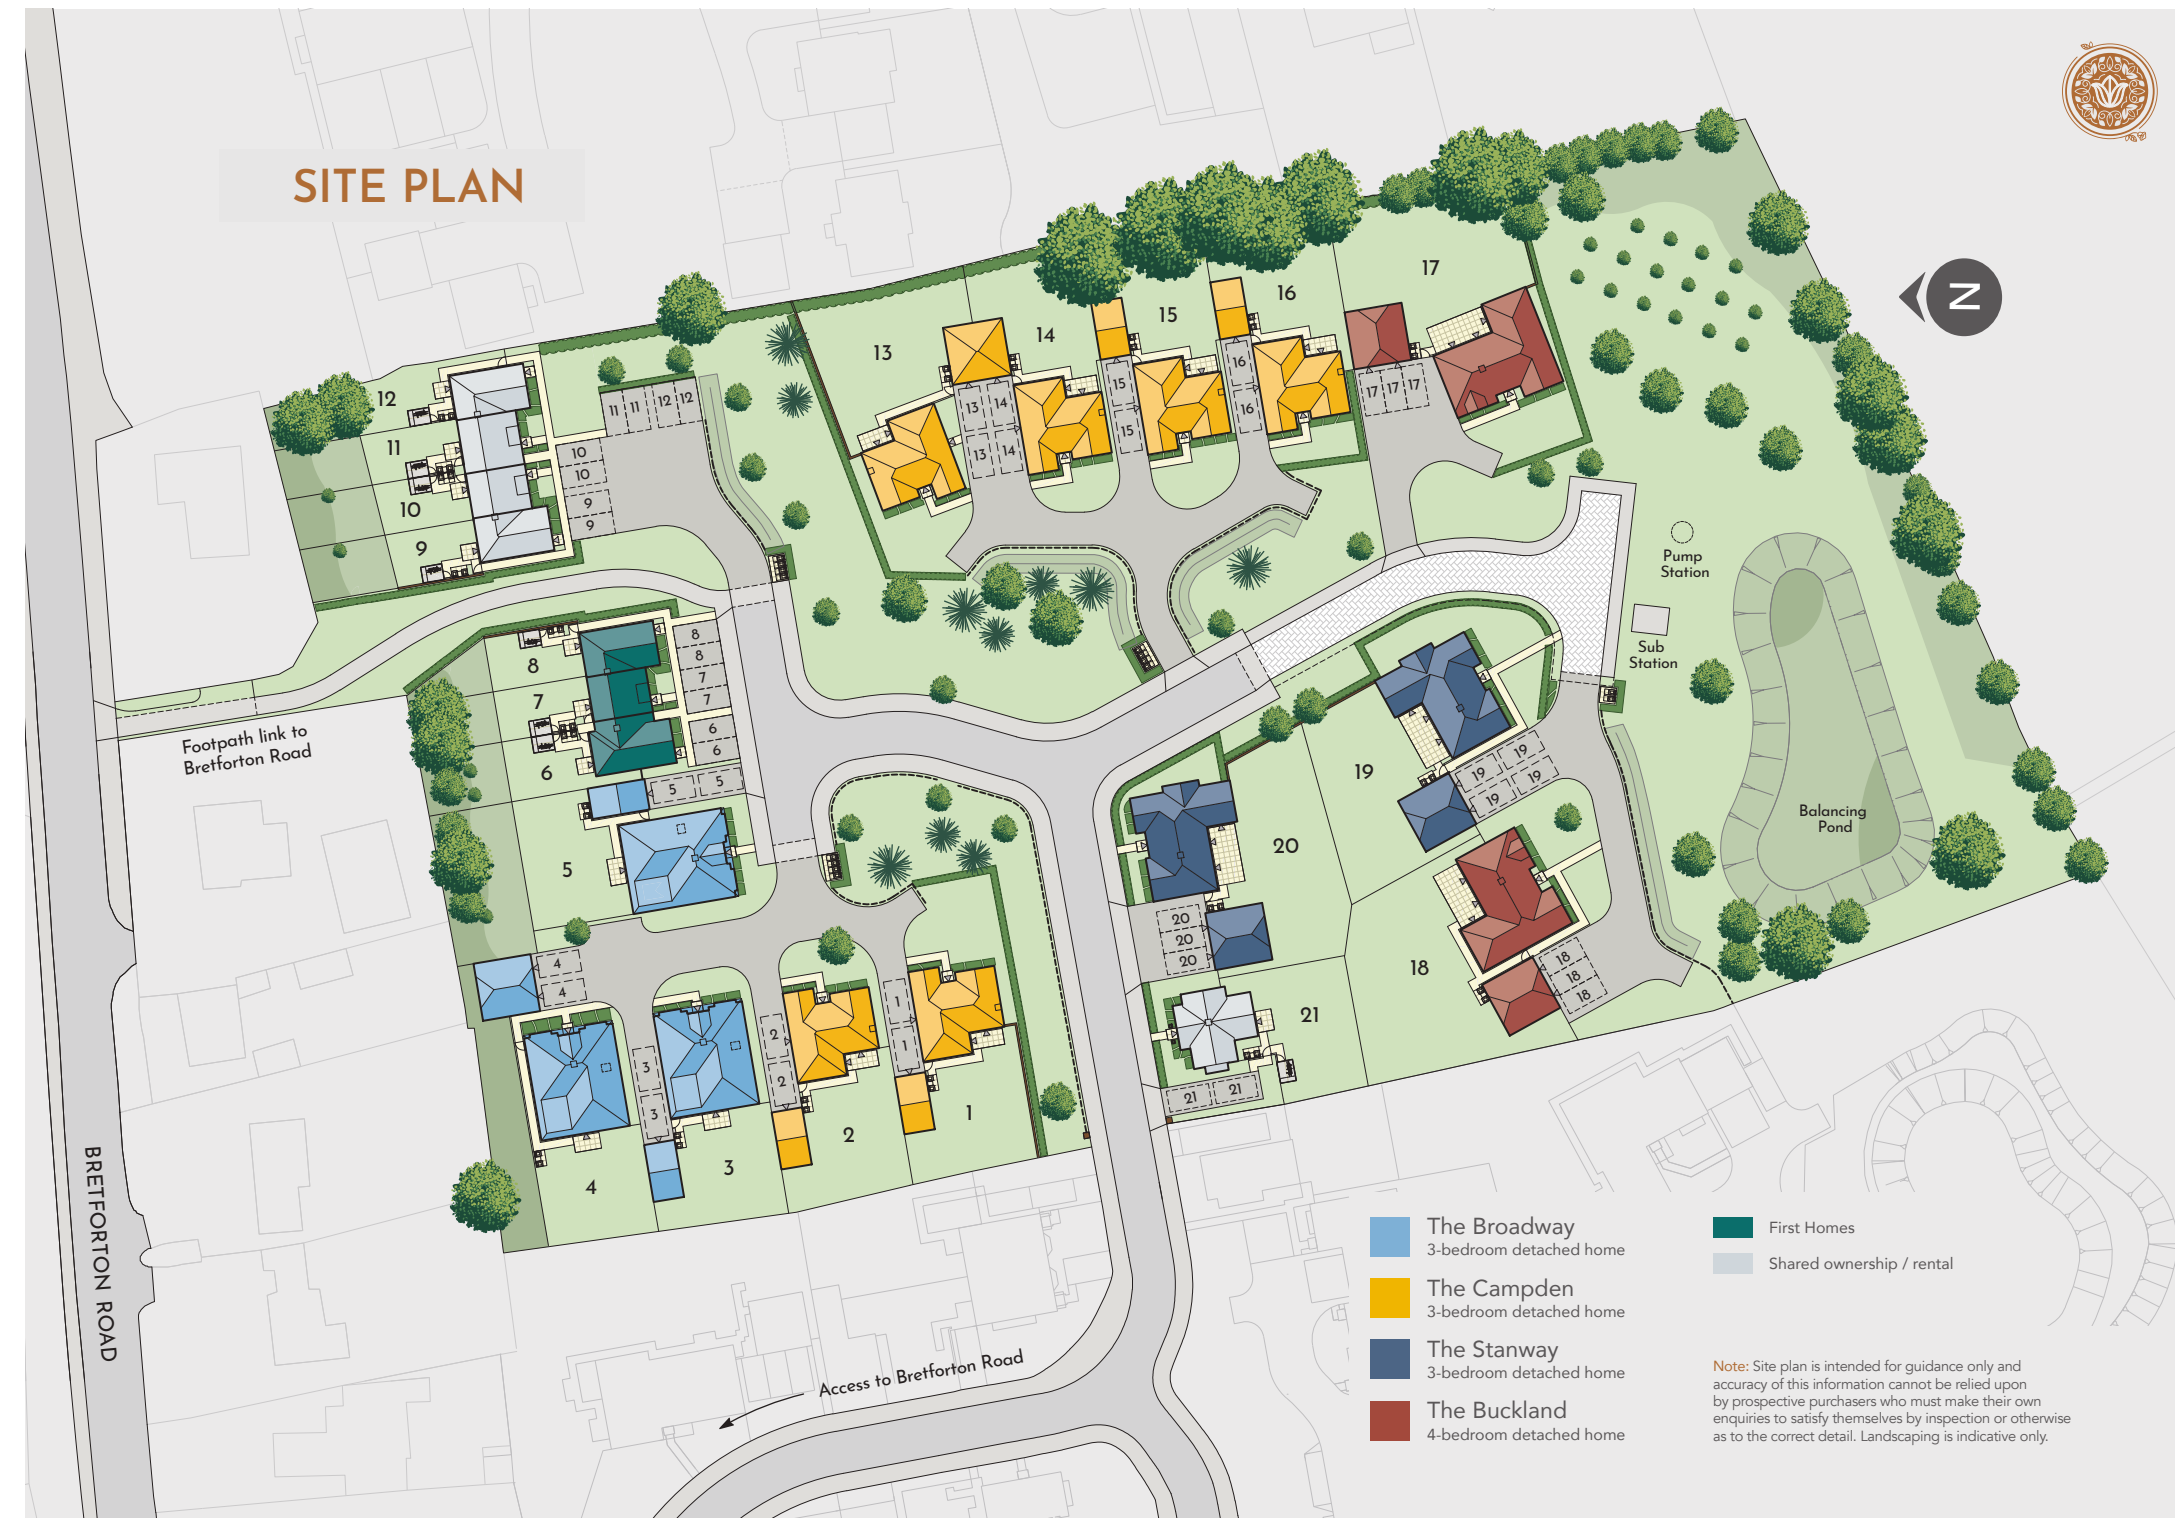 SITE PLAN
N
12
11
10
9
11 11 12 12
10
10
9
9
13
14
15
16
17
13 14
13 14
15
15
16
16
17 17 17
8
7
6
8
8
7
7
6
6
5 5
5
4
4
4
3
3
3
2
2
2
1
1
1
Pump
Station
Sub
Station
Balancing
Pond
19
19 19
19 19
20
20
20
20
18
18
18
18
21
21 21
Footpath link to
Bretforton Road
BRETFORTON ROAD
Access to Bretforton Road
The Broadway
3-bedroom detached home
The Campden
3-bedroom detached home
The Stanway
3-bedroom detached home
The Buckland
4-bedroom detached home
First Homes
Shared ownership / rental
Note: Site plan is intended for guidance only and
accuracy of this information cannot be relied upon
by prospective purchasers who must make their own
enquiries to satisfy themselves by inspection or otherwise
as to the correct detail. Landscaping is indicative only.